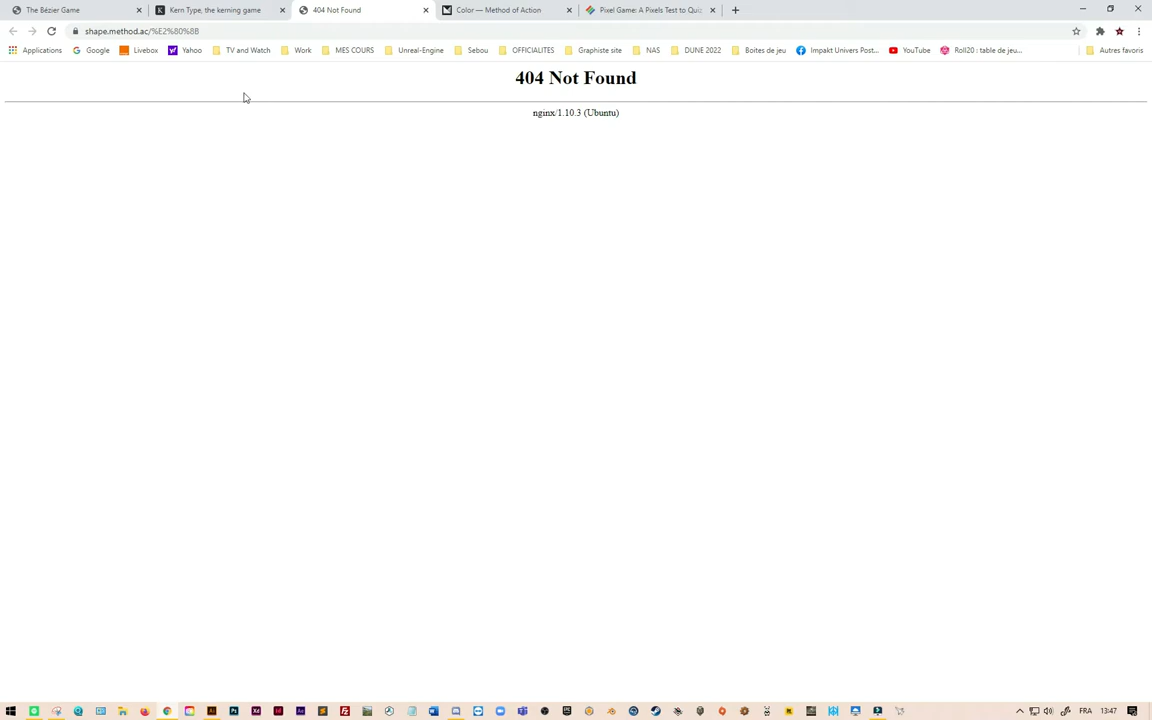 The Bézier Game
Kern Type, the kerning game
404 Not Found
Color — Method of Action
Pixel Game: A Pixels Test to Quiz
shape.method.ac/%E2%80%8B
Applications
Google
Livebox
Yahoo
TV and Watch
Work
MES COURS
Unreal-Engine
Sebou
OFFICIALITES
Graphiste site
NAS
DUNE 2022
Boites de jeu
Impakt Univers Post...
YouTube
Roll20 : table de jeu...
Autres favoris
404 Not Found
nginx/1.10.3 (Ubuntu)
FRA
13:47